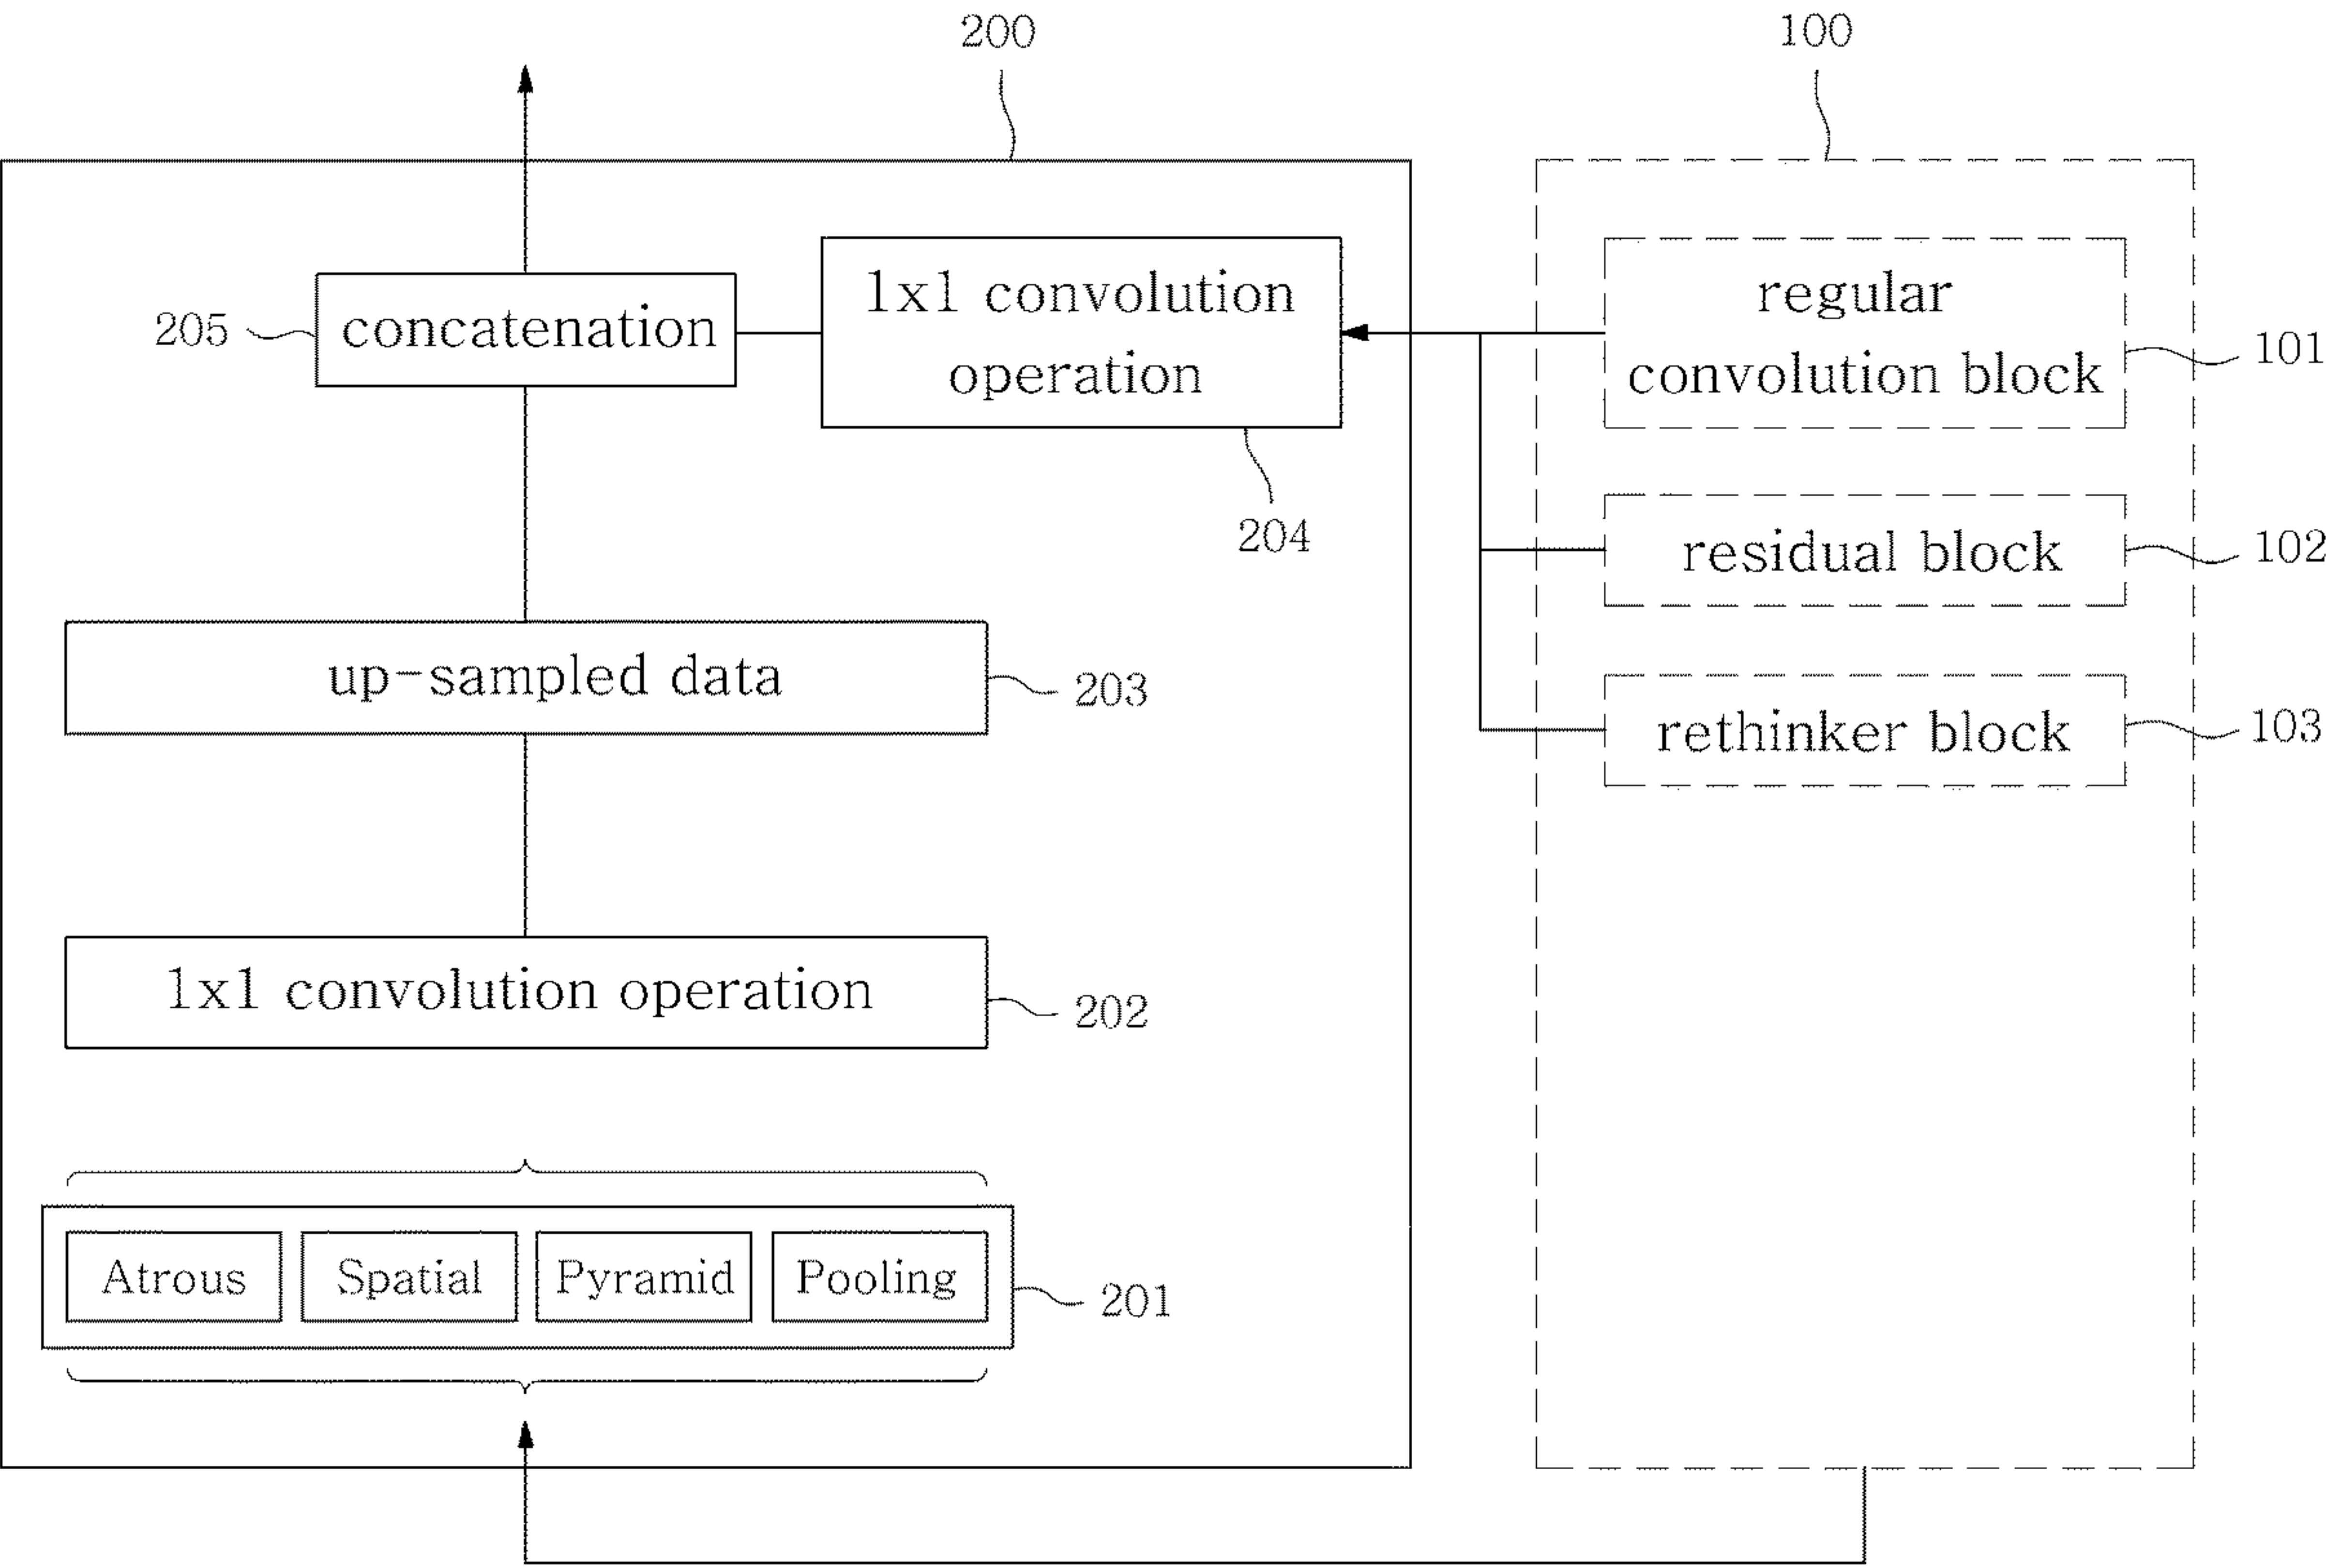 200
100
1x1 convolution
operation
regular
convolution block
205
concatenation
101
204
residual block
102
up-sampled data
203
rethinker block
103
1x1 convolution operation
202
Atrous
Spatial
Pyramid
Pooling
201